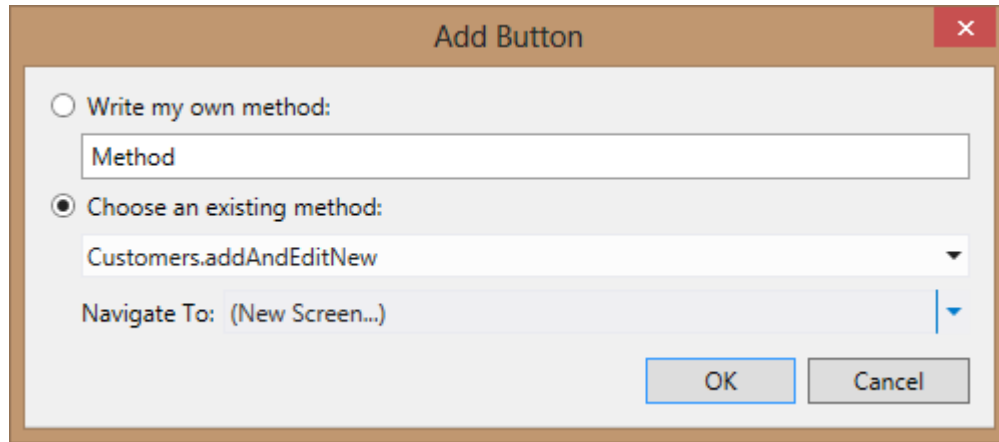 Add Button
Write my own method:
Method
Choose an existing method:
Customers.addAndEditNew
Navigate To: (New Screen...)
OK Cancel